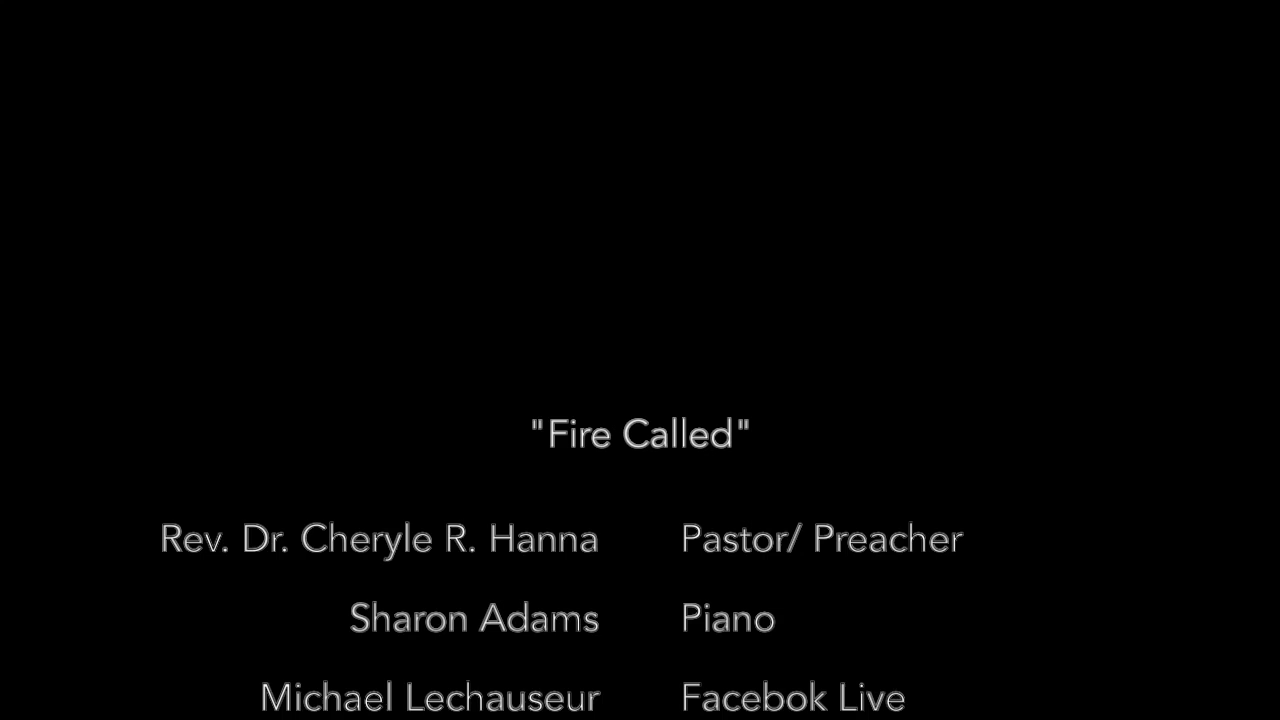 "Fire Called"
Rev. Dr. Cheryle R. Hanna Pastor/ Preacher
Sharon Adams Piano
Michael Lechauseur Facebok Live